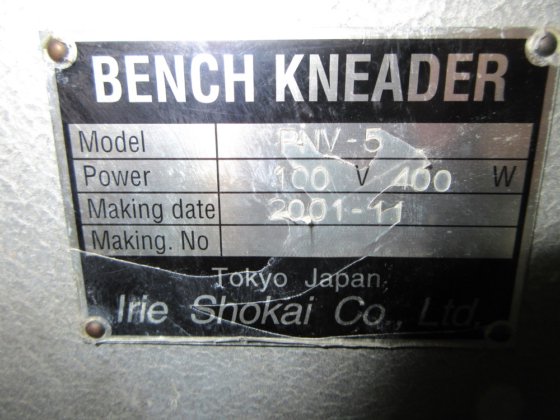 BENCH KNEADER
Model PNV-5
Power 100 V 400 W
Making date 2001-11
Making. No
Tokyo Japan
Irie Shokai Co., Ltd.